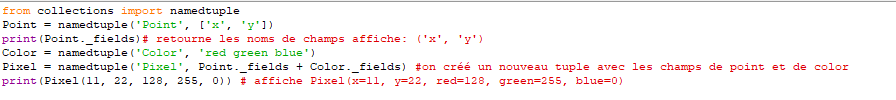 from collections import namedtuple
Point = namedtuple('Point', ['x', 'y'])
print(Point._fields)# retourne les noms de champs affiche: ('x', 'y')
Color = namedtuple('Color', 'red green blue')
Pixel = namedtuple('Pixel', Point._fields + Color._fields) #on créé un nouveau tuple avec les champs de point et de color
print(Pixel(11, 22, 128, 255, 0)) # affiche Pixel(x=11, y=22, red=128, green=255, blue=0)